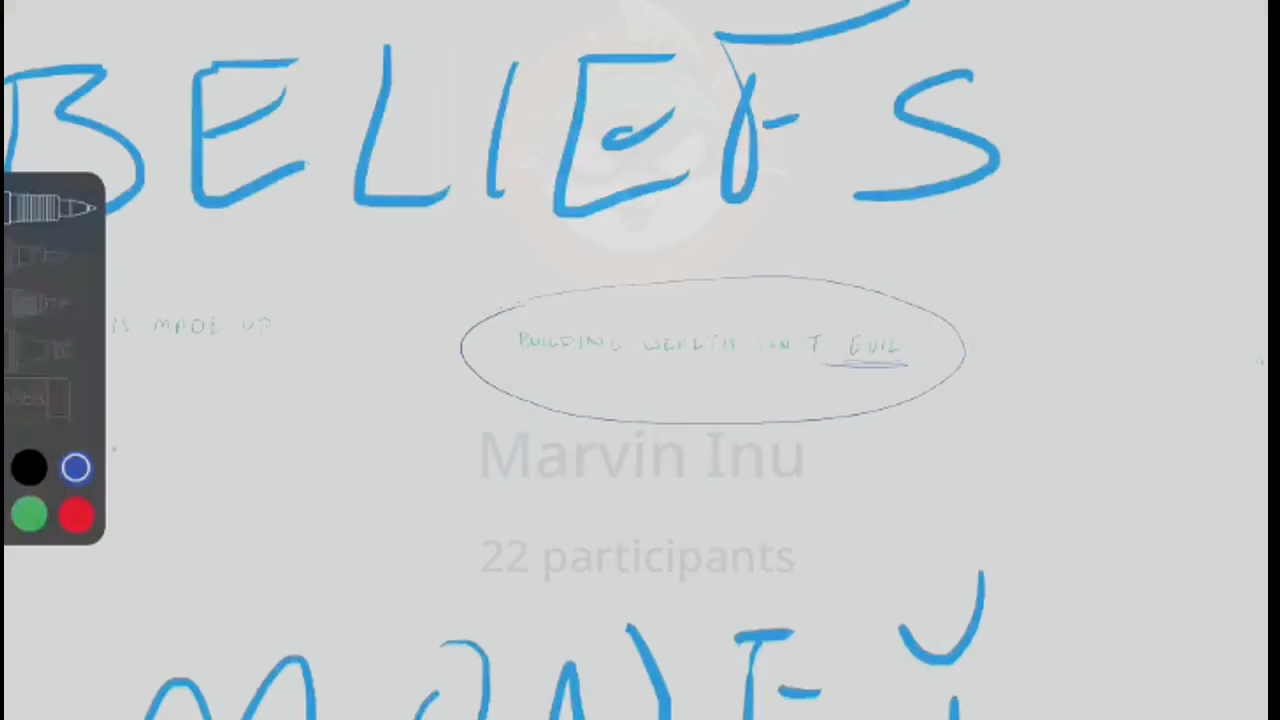 BELIEFS
IS MADE UP
BUILDING WEALTH ISN'T EVIL
Marvin Inu
22 participants
MONEY